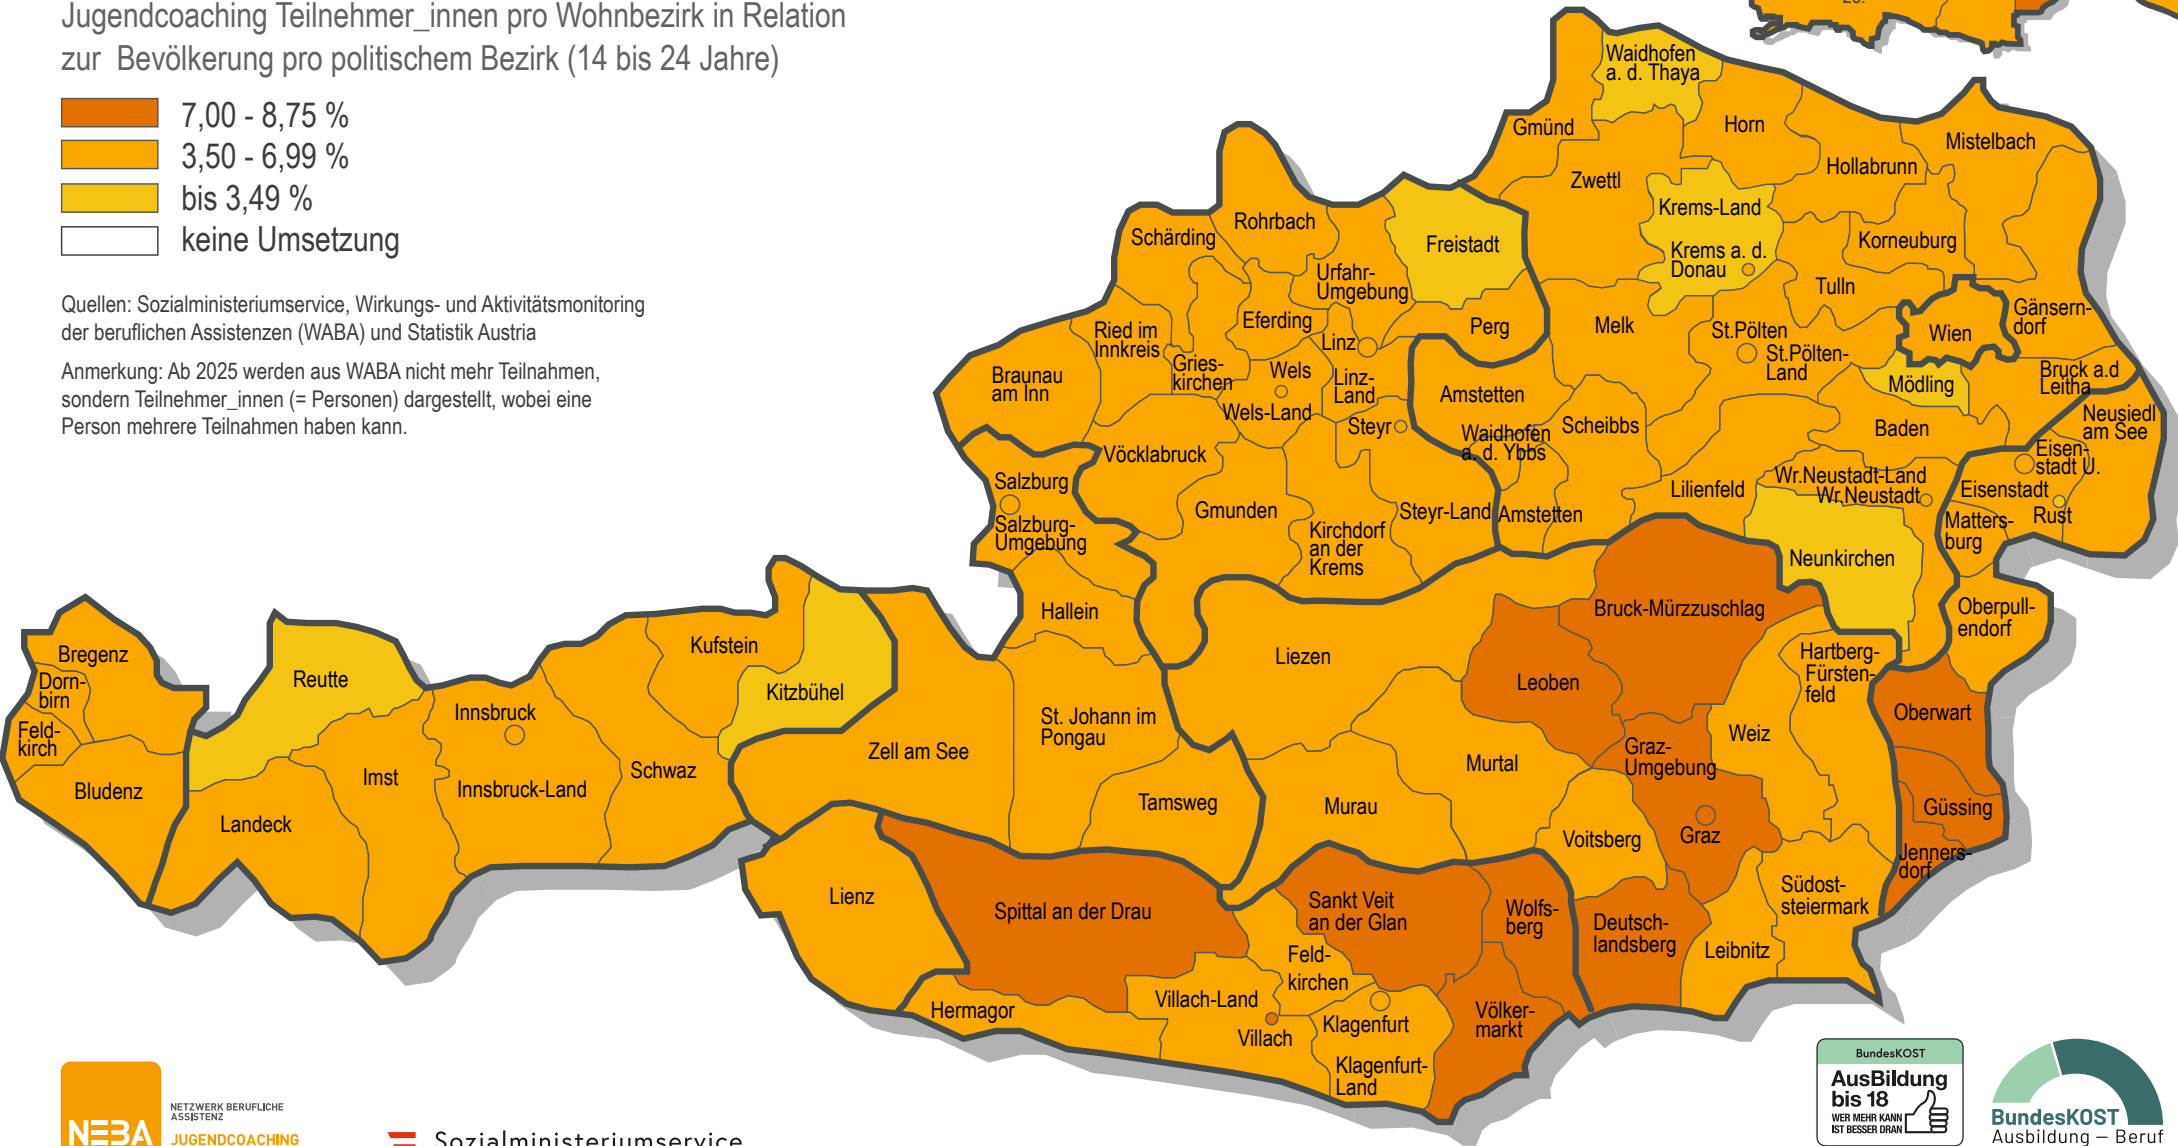 Jugendcoaching Teilnehmer_innen pro Wohnbezirk in Relation
zur Bevölkerung pro politischem Bezirk (14 bis 24 Jahre)
7,00 - 8,75 %
3,50 - 6,99 %
bis 3,49 %
keine Umsetzung
Quellen: Sozialministeriumservice, Wirkungs- und Aktivitätsmonitoring
der beruflichen Assistenzen (WABA) und Statistik Austria
Anmerkung: Ab 2025 werden aus WABA nicht mehr Teilnahmen,
sondern Teilnehmer_innen (= Personen) dargestellt, wobei eine
Person mehrere Teilnahmen haben kann.
Waidhofen
a. d. Thaya
Gmünd
Horn
Mistelbach
Hollabrunn
Zwettl
Krems-Land
Krems a. d.
Donau
Korneuburg
Tulln
Gänsern-
dorf
Wien
Rohrbach
Schärding
Freistadt
Urfahr-
Umgebung
Eferding
Perg
Linz
Ried im
Innkreis
Gries-
kirchen
Wels
Wels-Land
Linz-
Land
Steyr
Braunau
am Inn
Melk
St.Pölten
St.Pölten-
Land
Mödling
Bruck a.d
Leitha
Neusiedl
am See
Amstetten
Waidhofen
a. d. Ybbs
Scheibbs
Baden
Eisen-
stadt U.
Eisenstadt
Rust
Wr.Neustadt-Land
Wr.Neustadt
Lilienfeld
Amstetten
Matters-
burg
Neunkirchen
Vöcklabruck
Salzburg
Salzburg-
Umgebung
Gmunden
Kirchdorf
an der
Krems
Steyr-Land
Hallein
Oberpull-
endorf
Bruck-Mürzzuschlag
Hartberg-
Fürsten-
feld
Liezen
Leoben
Oberwart
Bregenz
Dorn-
birn
Feld-
kirch
Bludenz
Reutte
Kufstein
Kitzbühel
Innsbruck
Innsbruck-Land
Imst
Landeck
Schwaz
Zell am See
St. Johann im
Pongau
Tamsweg
Murau
Murtal
Graz-
Umgebung
Weiz
Güssing
Graz
Voitsberg
Jenners-
dorf
Südost-
steiermark
Lienz
Spittal an der Drau
Sankt Veit
an der Glan
Wolfs-
berg
Deutsch-
landsberg
Leibnitz
Feld-
kirchen
Villach-Land
Hermagor
Villach
Klagenfurt
Klagenfurt-
Land
Völker-
markt
NEBA
NETZWERK BERUFLICHE
ASSISTENZ
JUGENDCOACHING
Sozialministeriumservice
BundesKOST
AusBildung
bis 18
WER MEHR KANN
IST BESSER DRAN
BundesKOST
Ausbildung – Beruf